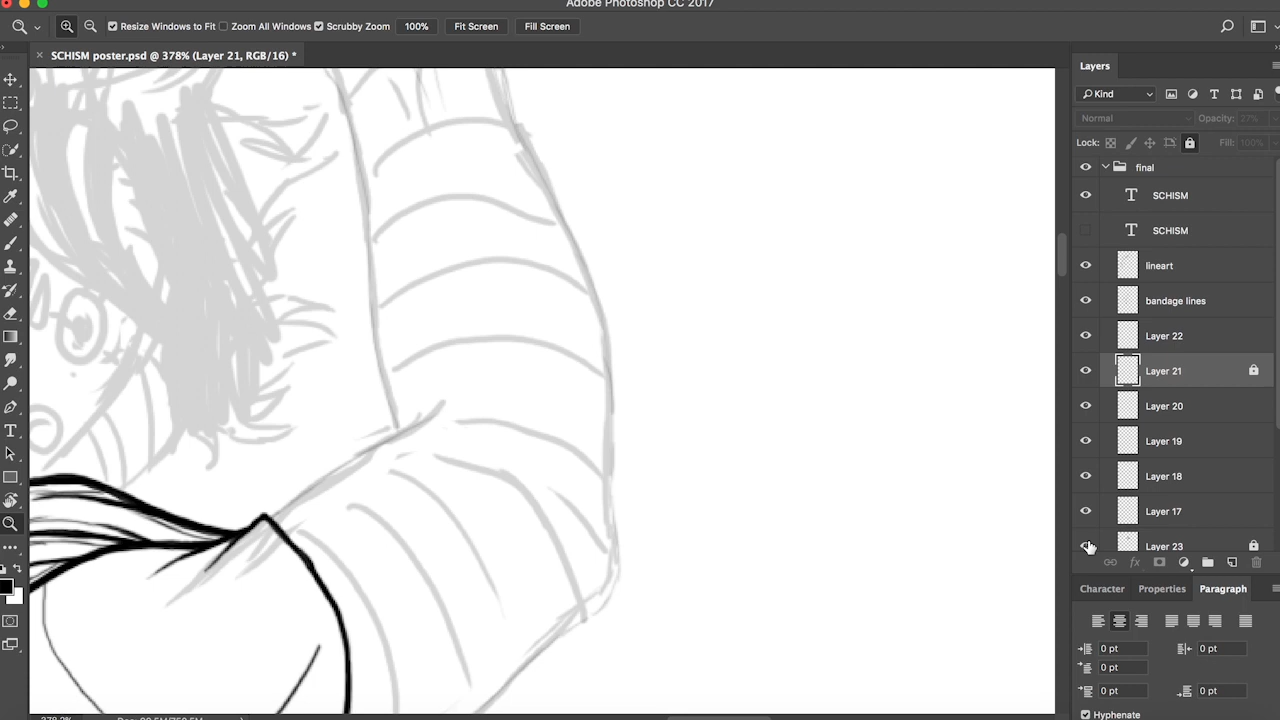 Adobe Photoshop CC 2017
Resize Windows to Fit Zoom All Windows Scrubby Zoom 100% Fit Screen Fill Screen
× SCHISM poster.psd @ 378% (Layer 21, RGB/16) *
Layers
Kind
Normal Opacity: 27%
Lock: Fill: 100%
final
SCHISM
SCHISM
lineart
bandage lines
Layer 22
Layer 21
Layer 20
Layer 19
Layer 18
Layer 17
Layer 23
fx
Character Properties Paragraph
0 pt 0 pt
0 pt
0 pt 0 pt
Hyphenate